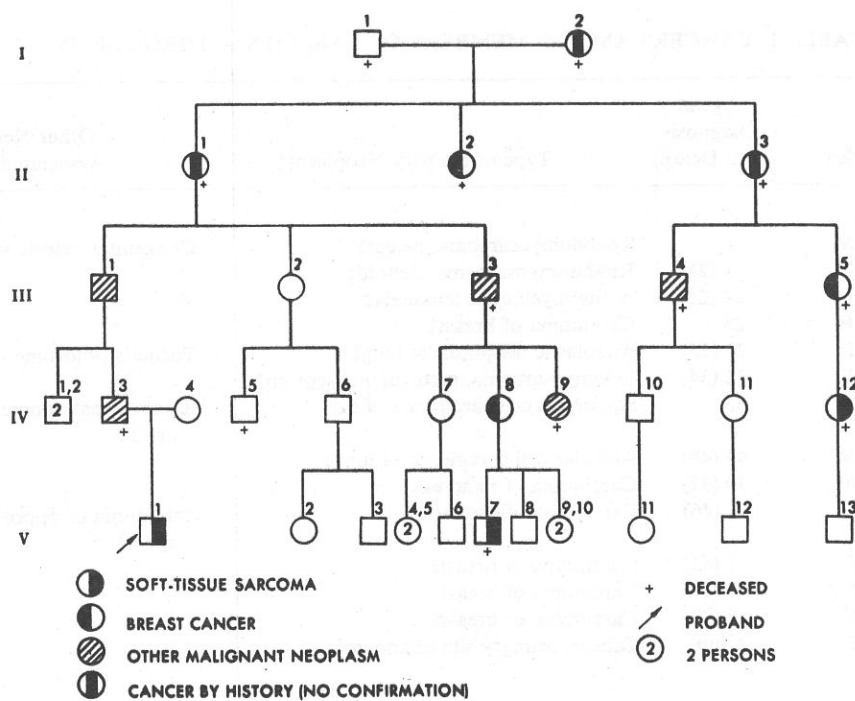 1 2
I
+ +
1 2 3
II
+ + +
1 2 3 4 5
III
+ + +
1,2 3 4 5 6 7 8 9 10 11 12
IV
2
+ + + +
1 2 3 4,5 6 7 8 9,10 11 12 13
V
2 2
+ +
SOFT-TISSUE SARCOMA
BREAST CANCER
OTHER MALIGNANT NEOPLASM
CANCER BY HISTORY (NO CONFIRMATION)
+ DECEASED
PROBAND
2 2 PERSONS